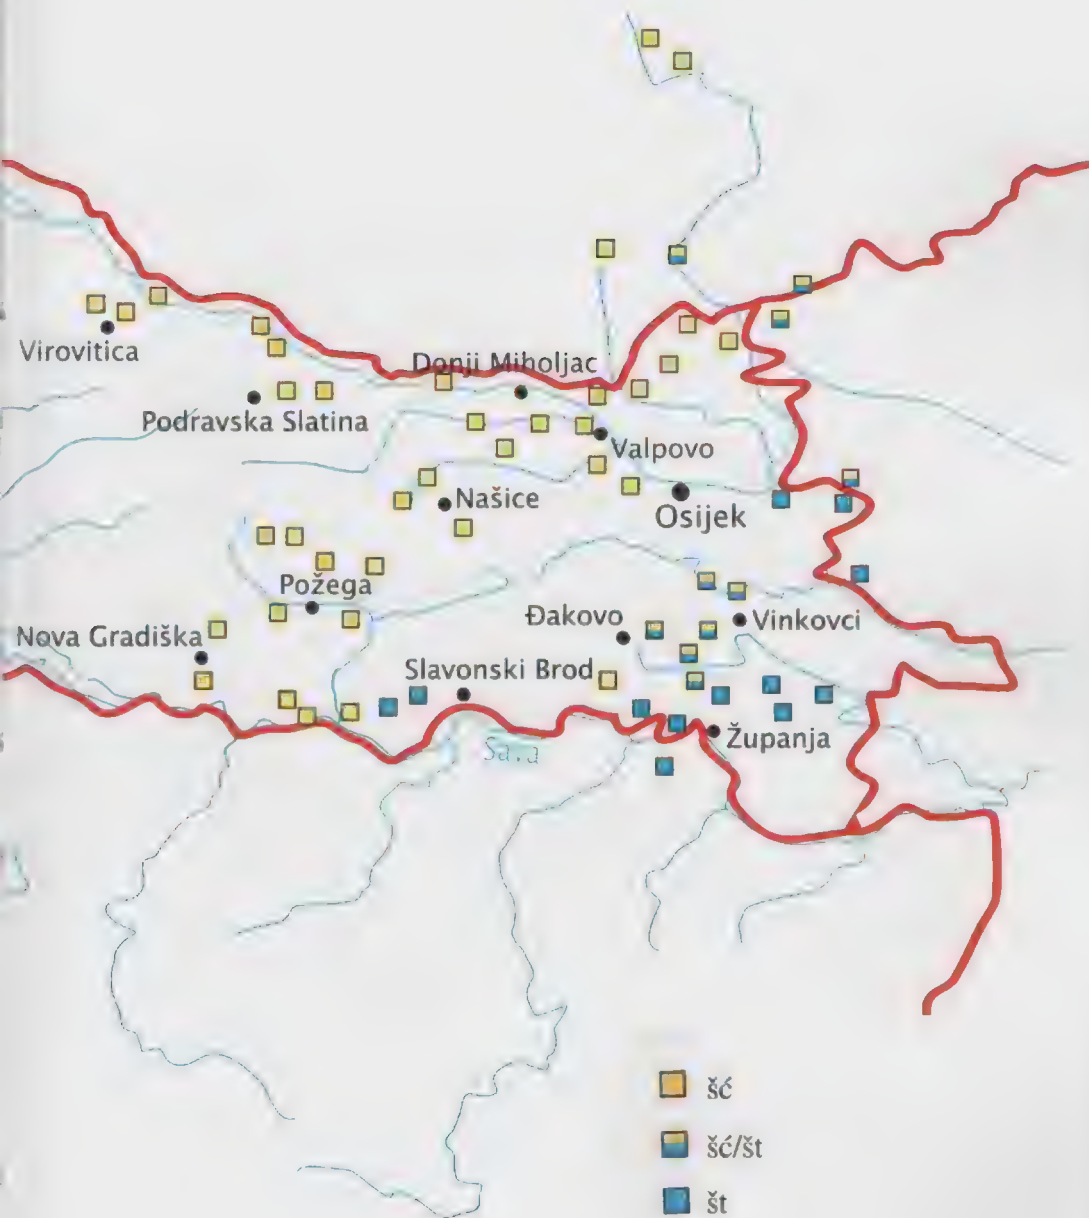 Virovitica
Donji Miholjac
Podravska Slatina
Valpovo
Našice
Osijek
Požega
Đakovo
Vinkovci
Nova Gradiška
Slavonski Brod
Županja
šć
šć/št
št